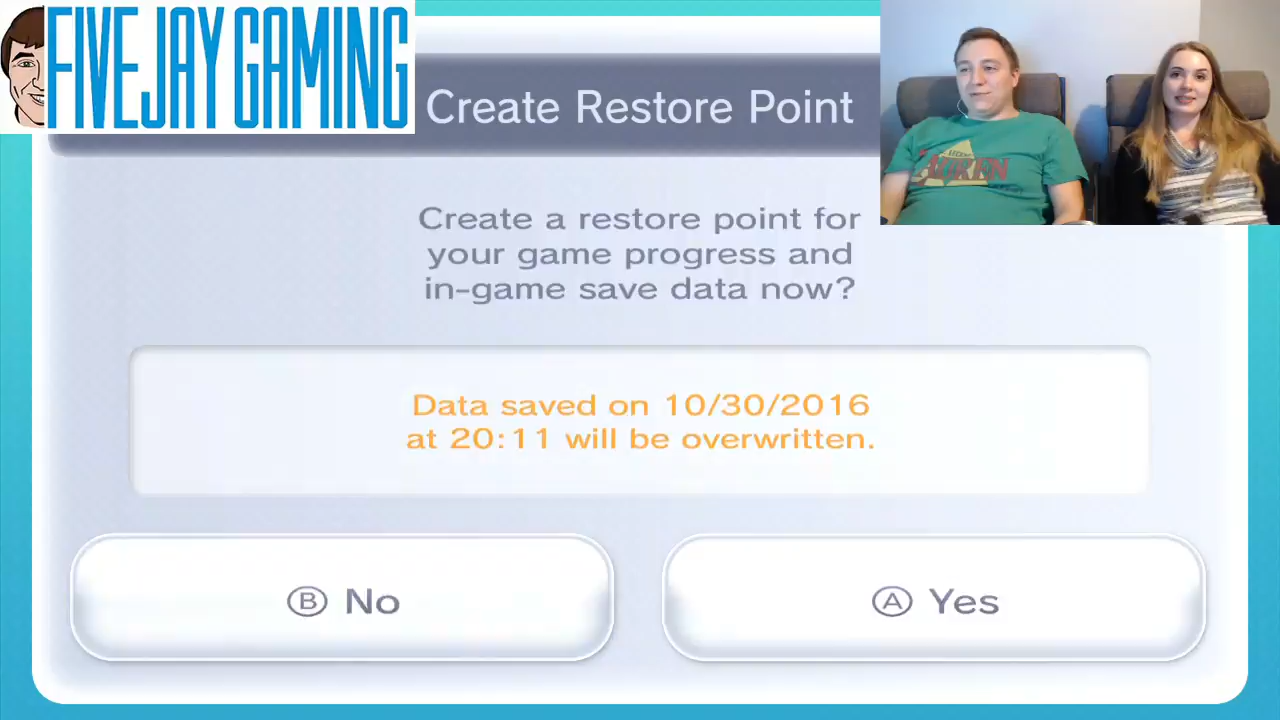 FIVEJAY GAMING
Create Restore Point
Create a restore point for
your game progress and
in-game save data now?
Data saved on 10/30/2016
at 20:11 will be overwritten.
B No
A Yes